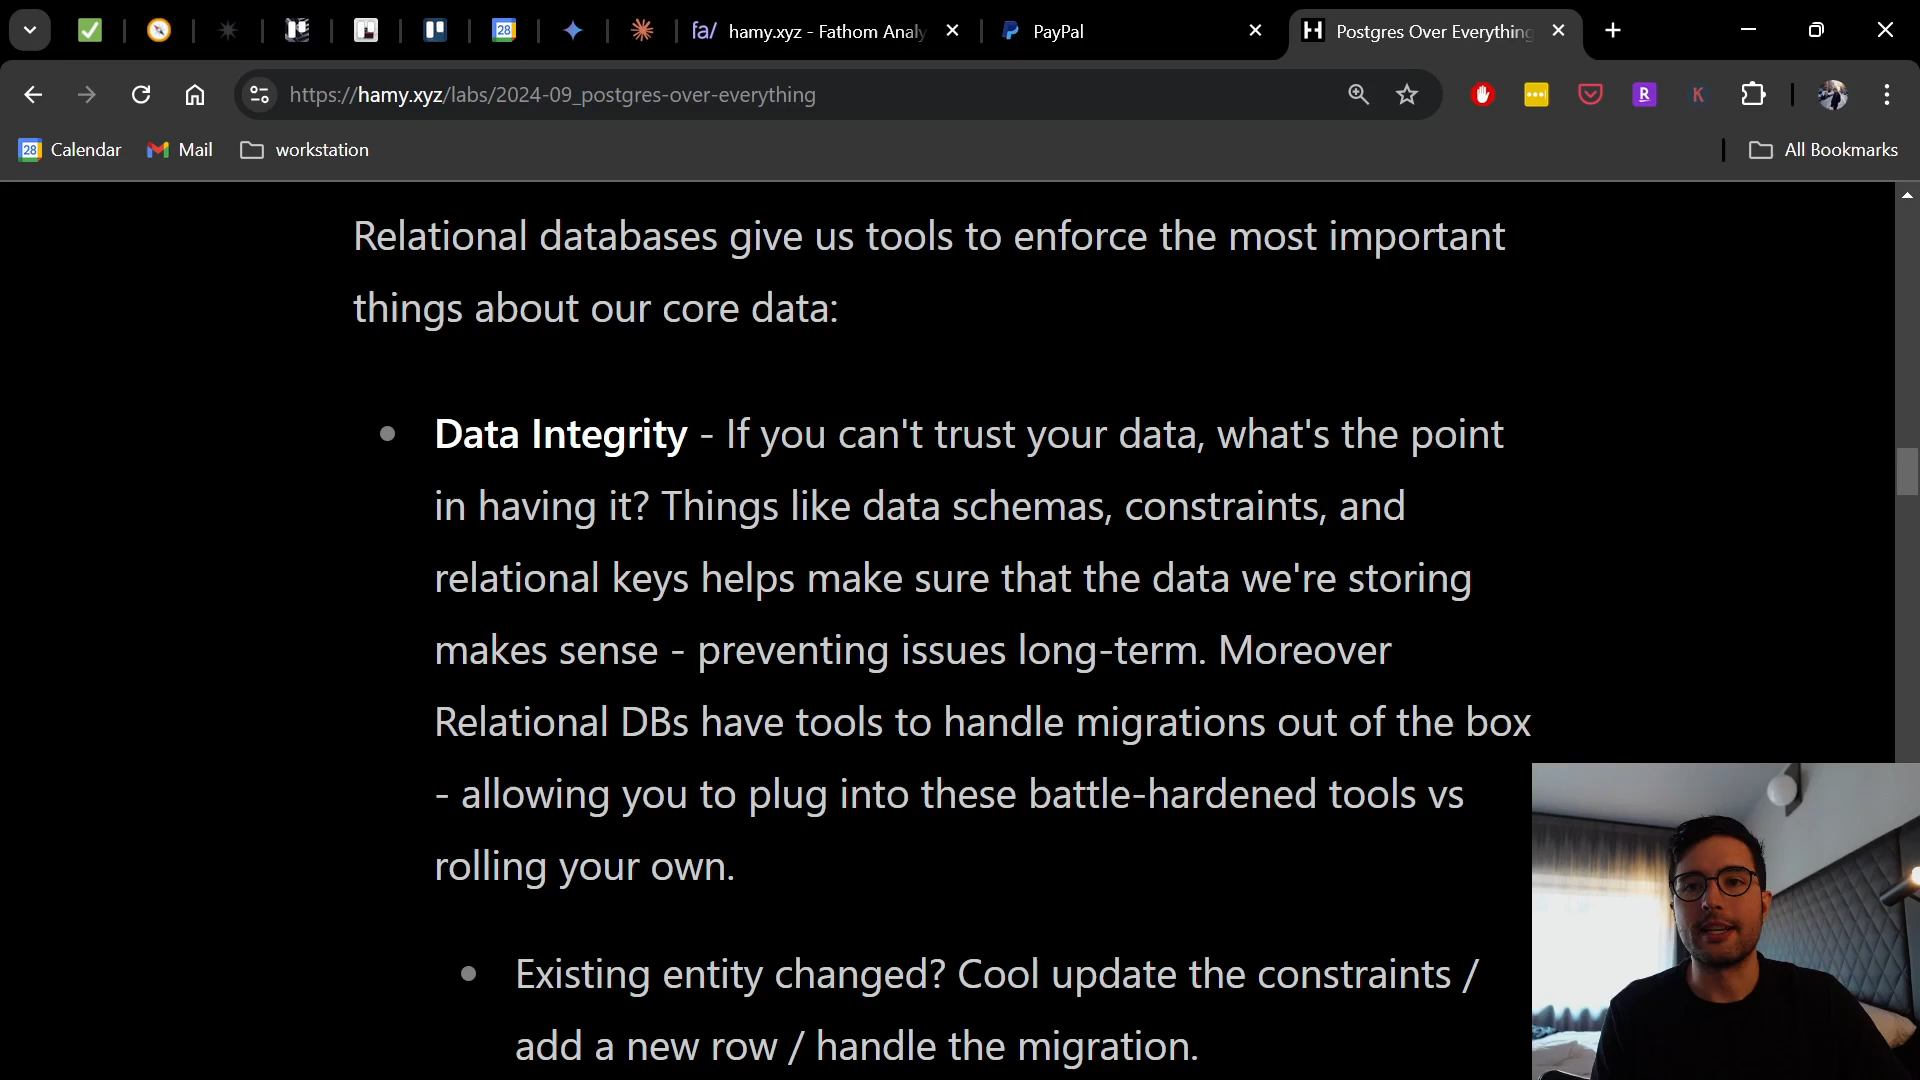 28
fa/ hamy.xyz - Fathom Analy
PayPal
Postgres Over Everything
https://hamy.xyz/labs/2024-09_postgres-over-everything
R
K
28 Calendar
Mail
workstation
All Bookmarks
Relational databases give us tools to enforce the most important
things about our core data:
Data Integrity - If you can't trust your data, what's the point
in having it? Things like data schemas, constraints, and
relational keys helps make sure that the data we're storing
makes sense - preventing issues long-term. Moreover
Relational DBs have tools to handle migrations out of the box
- allowing you to plug into these battle-hardened tools vs
rolling your own.
Existing entity changed? Cool update the constraints /
add a new row / handle the migration.